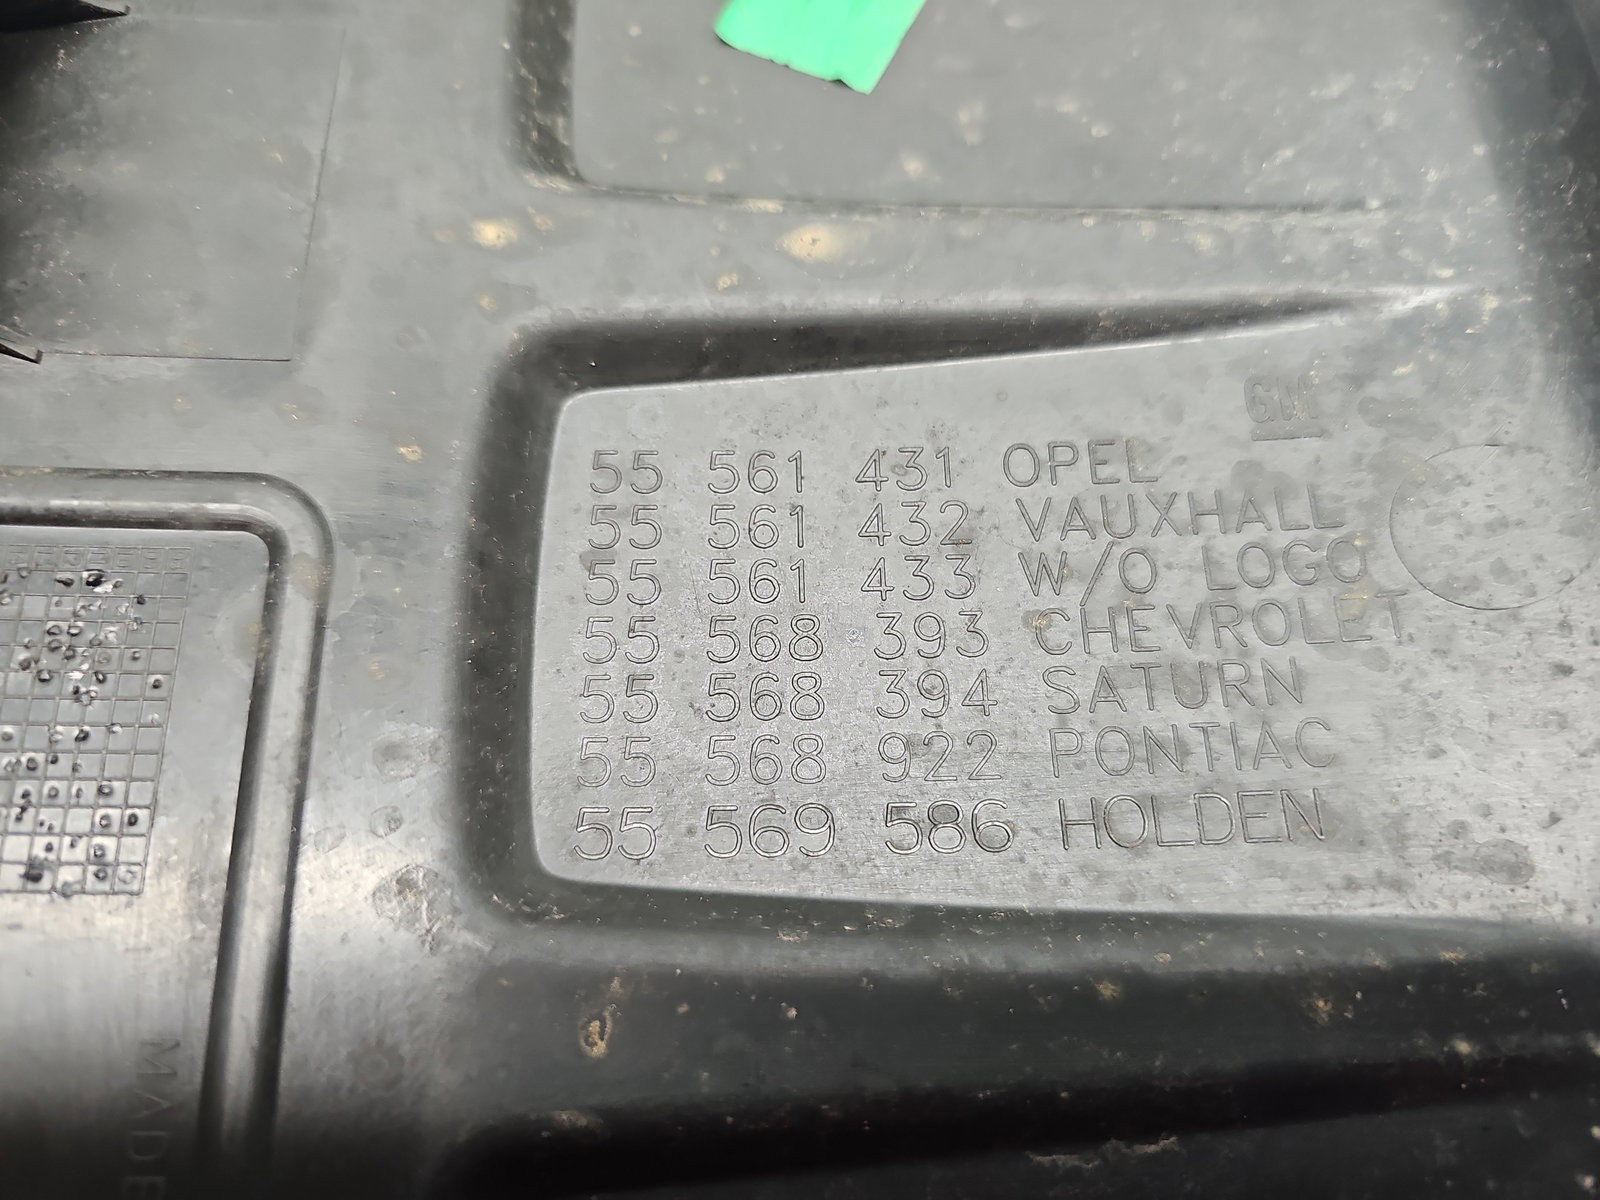 GM
55 561 431 OPEL
55 561 432 VAUXHALL
55 561 433 W/O LOGO
55 568 393 CHEVROLET
55 568 394 SATURN
55 568 922 PONTIAC
55 569 586 HOLDEN
MADE